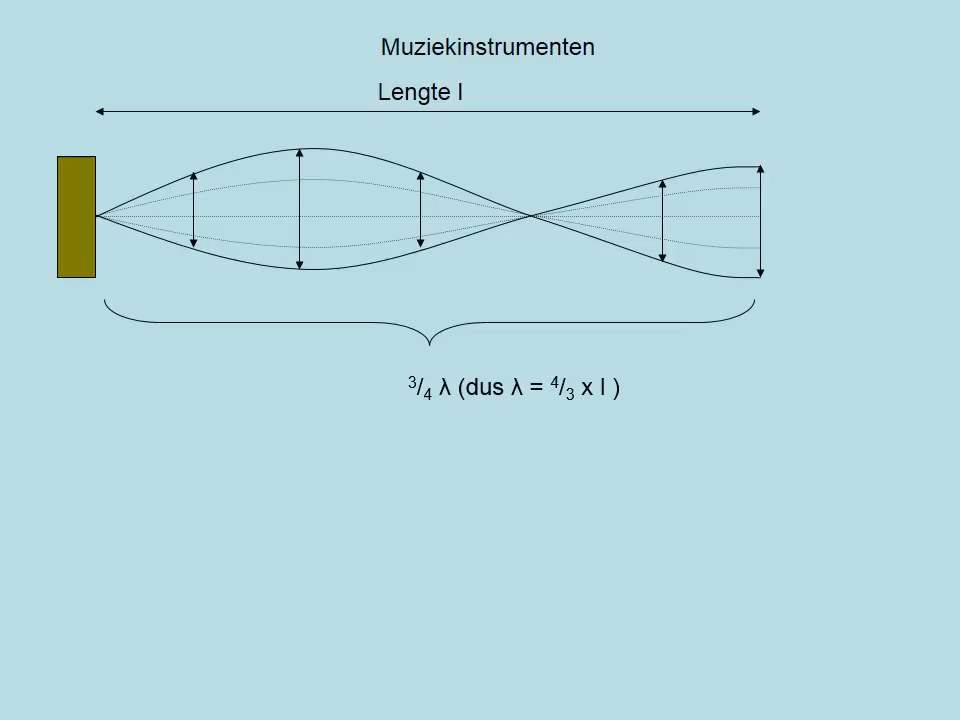 Muziekinstrumenten
Lengte l
3/4 λ (dus λ = 4/3 x l )